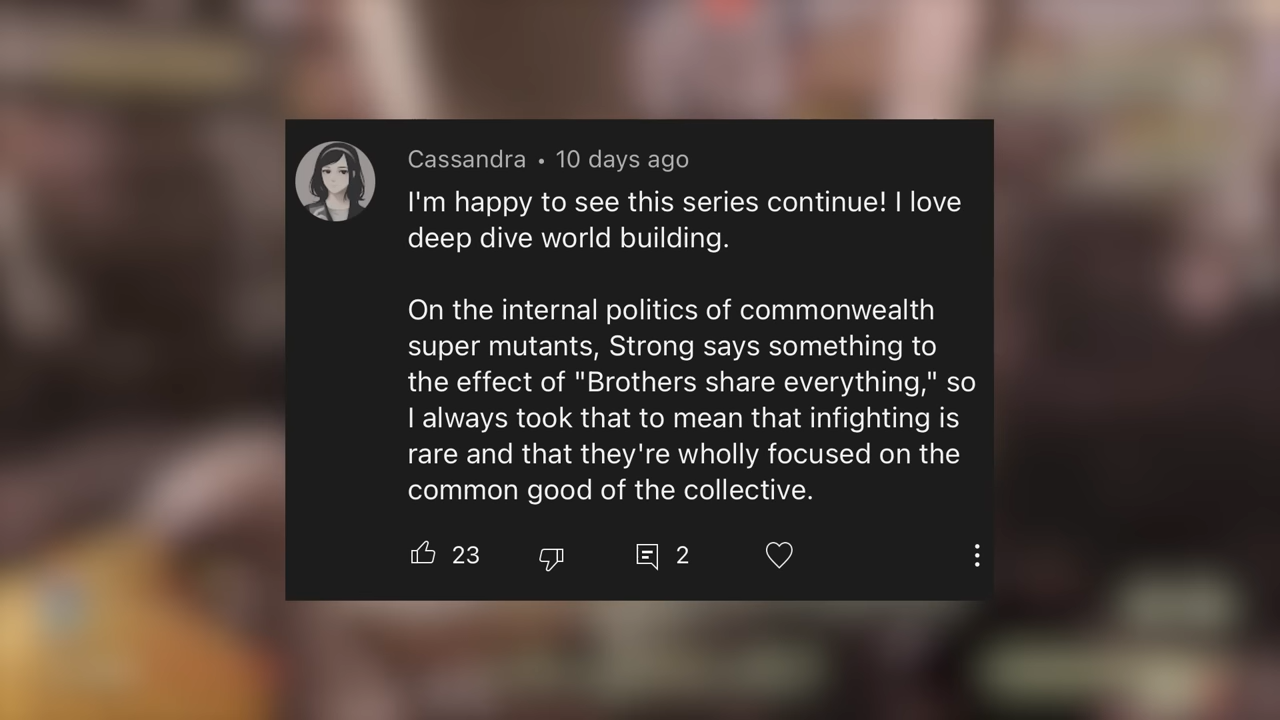 Cassandra • 10 days ago
I'm happy to see this series continue! I love
deep dive world building.
On the internal politics of commonwealth
super mutants, Strong says something to
the effect of "Brothers share everything," so
I always took that to mean that infighting is
rare and that they're wholly focused on the
common good of the collective.
23 2